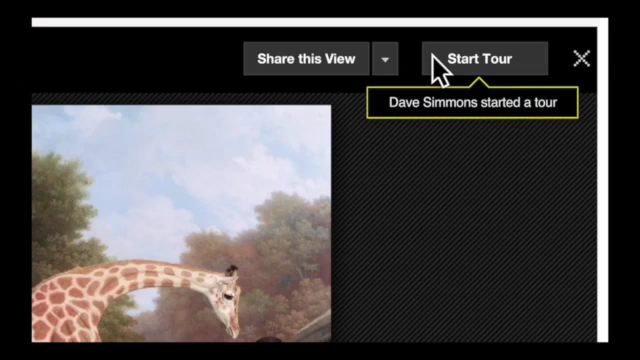 Share this View
Start Tour
Dave Simmons started a tour